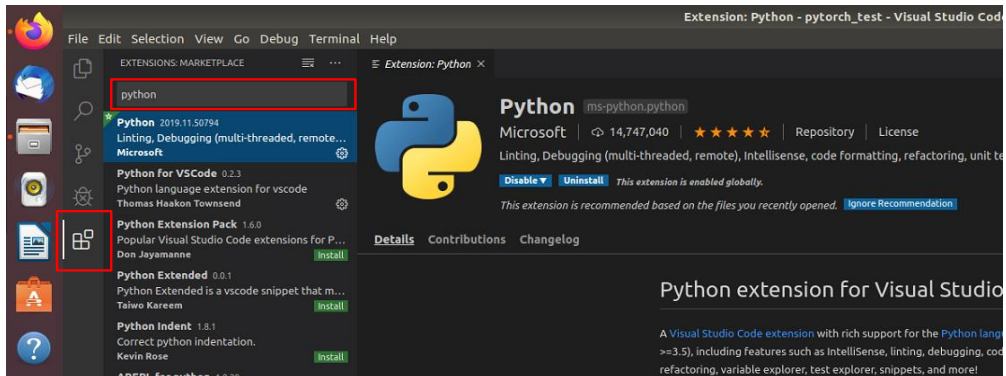 Extension: Python - pytorch_test - Visual Studio Code
File Edit Selection View Go Debug Terminal Help
EXTENSIONS: MARKETPLACE
python
Python 2019.11.50794
Linting, Debugging (multi-threaded, remote...
Microsoft
Python for VSCode 0.2.3
Python language extension for vscode
Thomas Haakon Townsend
Python Extension Pack 1.6.0
Popular Visual Studio Code extensions for P...
Don Jayamanne Install
Python Extended 0.0.1
Python Extended is a vscode snippet that m...
Taiwo Kareem Install
Python Indent 1.8.1
Correct python indentation.
Kevin Rose Install
Extension: Python
Python ms-python.python
Microsoft 14,747,040 Repository License
Linting, Debugging (multi-threaded, remote), Intellisense, code formatting, refactoring, unit te
Disable Uninstall This extension is enabled globally.
This extension is recommended based on the files you recently opened. Ignore Recommendation
Details Contributions Changelog
Python extension for Visual Studio
A Visual Studio Code extension with rich support for the Python langu
>=3.5), including features such as IntelliSense, linting, debugging, cod
refactoring, variable explorer, test explorer, snippets, and more!